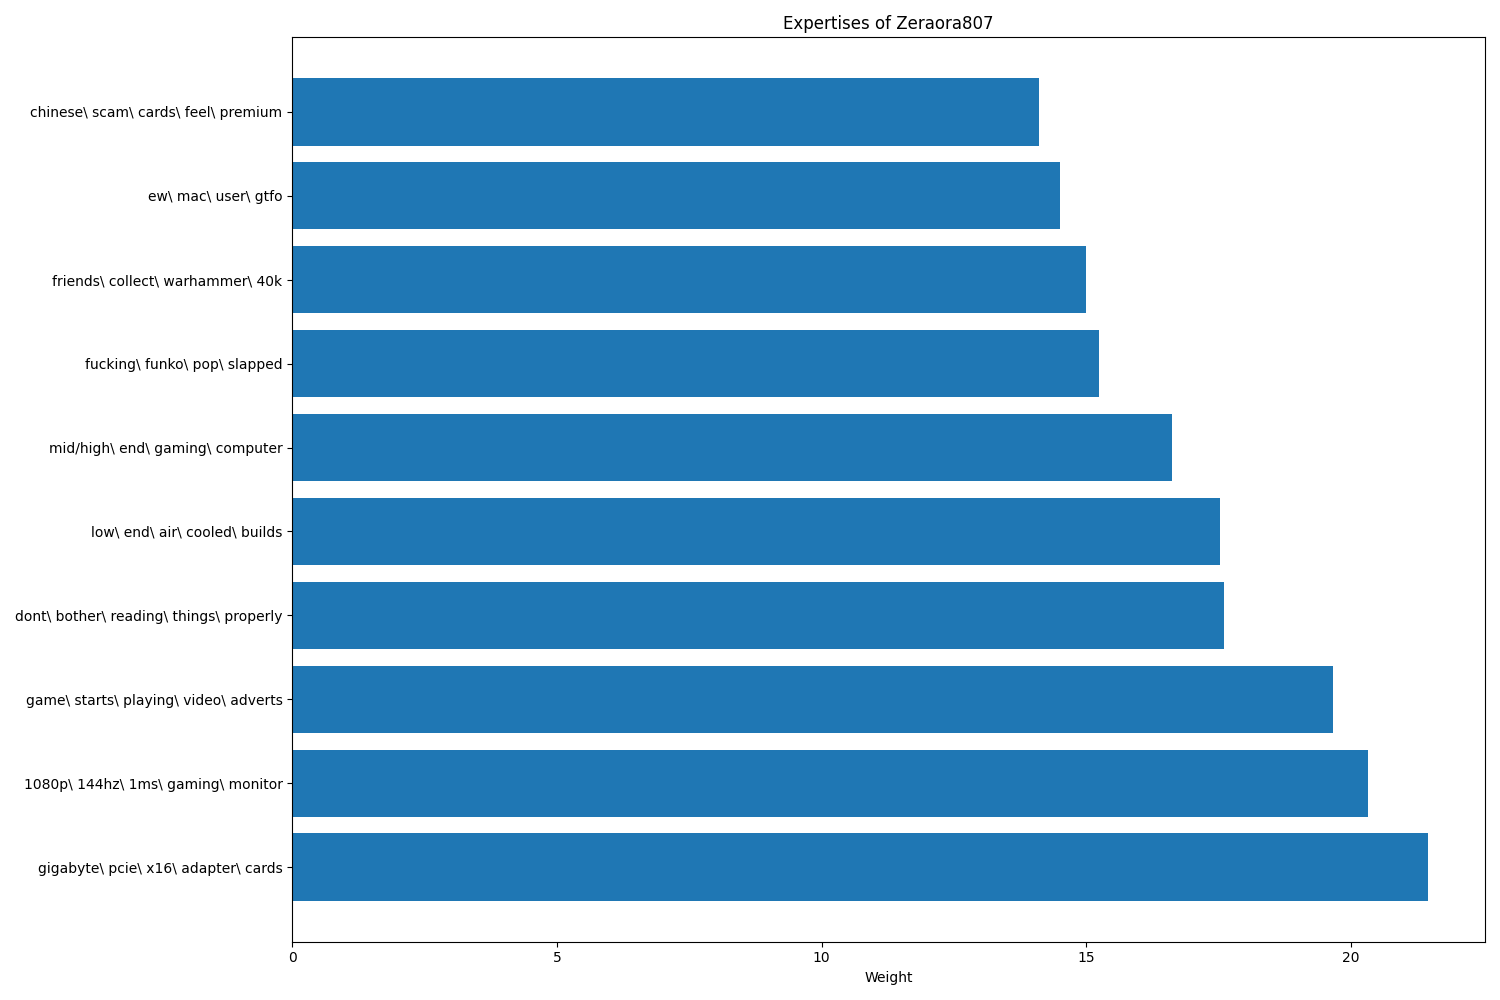 Expertises of Zeraora807
chinese\ scam\ cards\ feel\ premium
ew\ mac\ user\ gtfo
friends\ collect\ warhammer\ 40k
fucking\ funko\ pop\ slapped
mid/high\ end\ gaming\ computer
low\ end\ air\ cooled\ builds
dont\ bother\ reading\ things\ properly
game\ starts\ playing\ video\ adverts
1080p\ 144hz\ 1ms\ gaming\ monitor
gigabyte\ pcie\ x16\ adapter\ cards
0 5 10 15 20
Weight